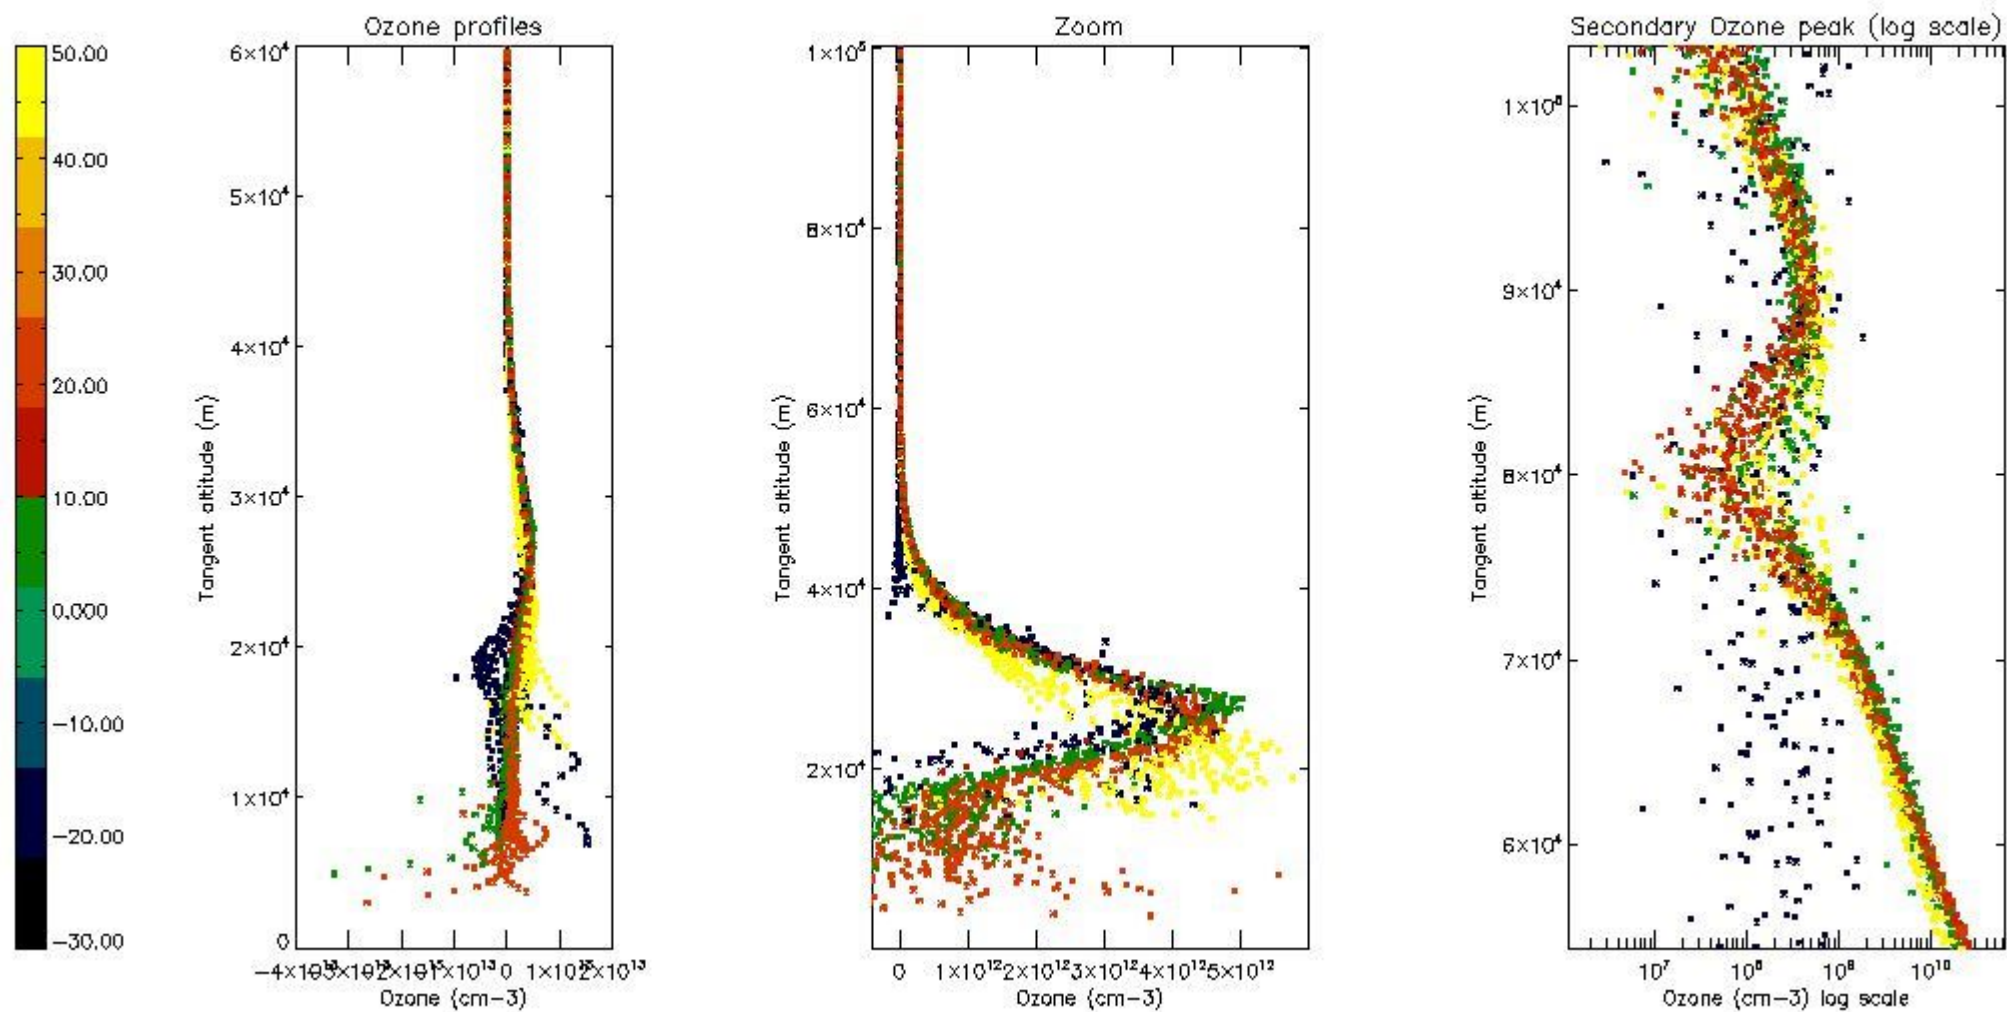 Ozone profiles
Zoom
Secondary Ozone peak (log scale)
50.00
40.00
30.00
20.00
10.00
0.000
−10.00
−20.00
−30.00
Tangent altitude (m)
6×10⁴
5×10⁴
4×10⁴
3×10⁴
2×10⁴
1×10⁴
0
0
Ozone (cm−3)
Tangent altitude (m)
1×10⁵
8×10⁴
6×10⁴
4×10⁴
2×10⁴
0 1×10¹² 2×10¹² 3×10¹² 4×10¹² 5×10¹²
Ozone (cm−3)
Tangent altitude (m)
1×10⁵
9×10⁴
8×10⁴
7×10⁴
6×10⁴
10⁷ 10⁸ 10⁹ 10¹⁰
Ozone (cm−3) log scale